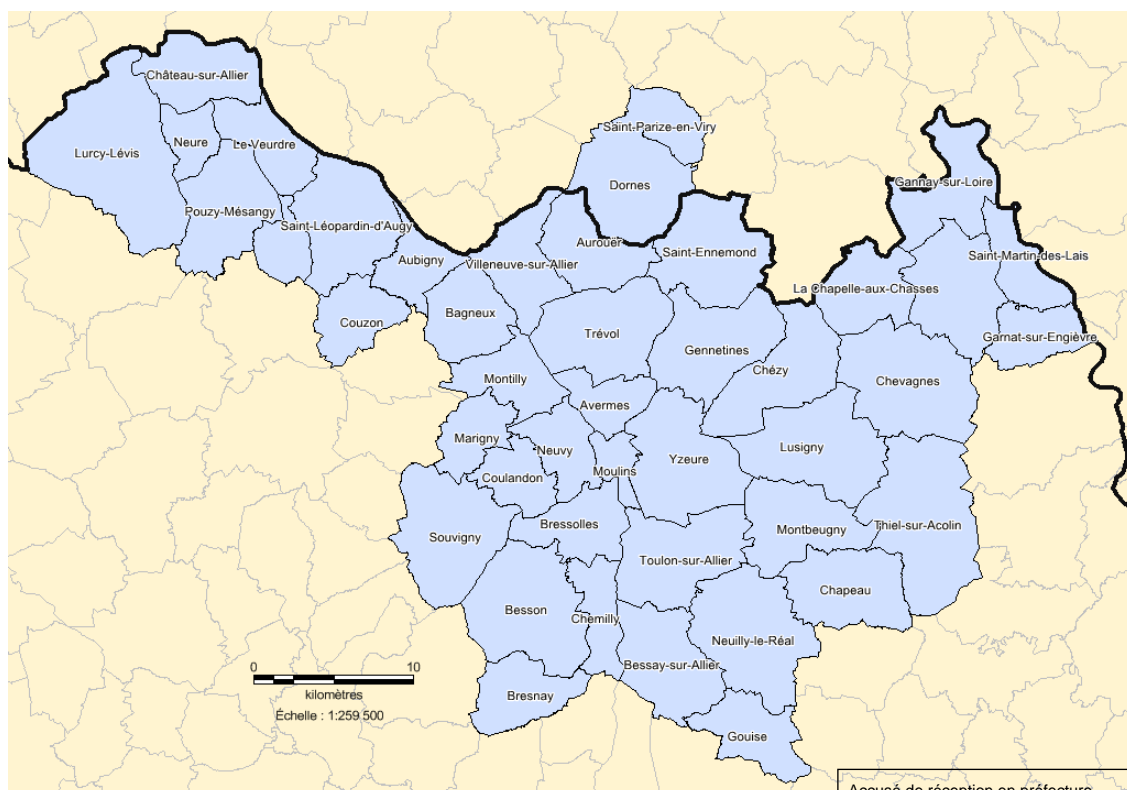 Château-sur-Allier
Saint-Parize-en-Viry
Neure
Le Veurdre
Lurcy-Lévis
Dornes
Gannay-sur-Loire
Pouzy-Mésangy
Saint-Léopardin-d'Augy
Aurouër
Saint-Ennemond
Saint-Martin-des-Lais
Aubigny
Villeneuve-sur-Allier
La Chapelle-aux-Chasses
Bagneux
Couzon
Trévol
Garnat-sur-Engièvre
Gennetines
Chézy
Chevagnes
Montilly
Avermes
Marigny
Neuvy
Lusigny
Yzeure
Moulins
Coulandon
Bressolles
Thiel-sur-Acolin
Montbeugny
Souvigny
Toulon-sur-Allier
Chapeau
Besson
Chemilly
Neuilly-le-Réal
Bessay-sur-Allier
0 10
kilomètres
Échelle : 1:259 500
Bresnay
Gouise
Accusé de réception en préfecture